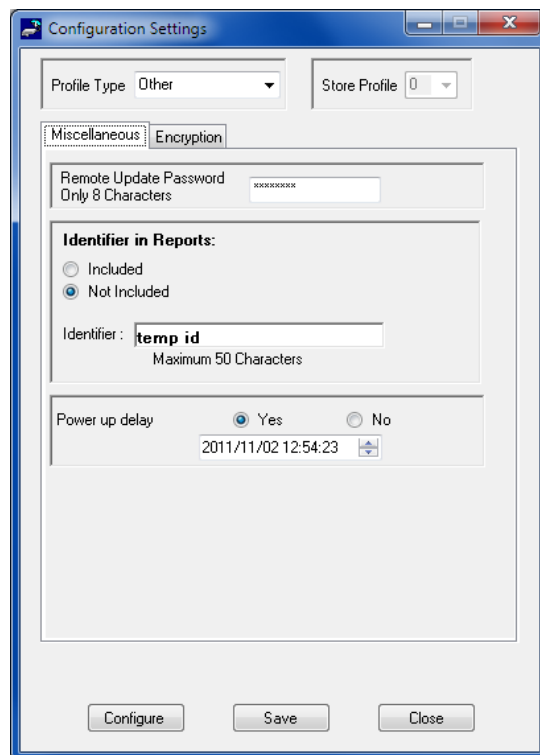 Configuration Settings
Profile Type Other
Store Profile 0
Miscellaneous Encryption
Remote Update Password
Only 8 Characters
********
Identifier in Reports:
Included
Not Included
Identifier : temp id
Maximum 50 Characters
Power up delay Yes No
2011/11/02 12:54:23
Configure Save Close